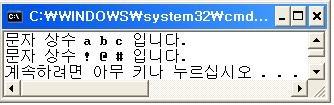 C:₩WINDOWS₩system32₩cmd...
문자 상수 a b c 입니다.
문자 상수 ! @ # 입니다.
계속하려면 아무 키나 누르십시오 . . .